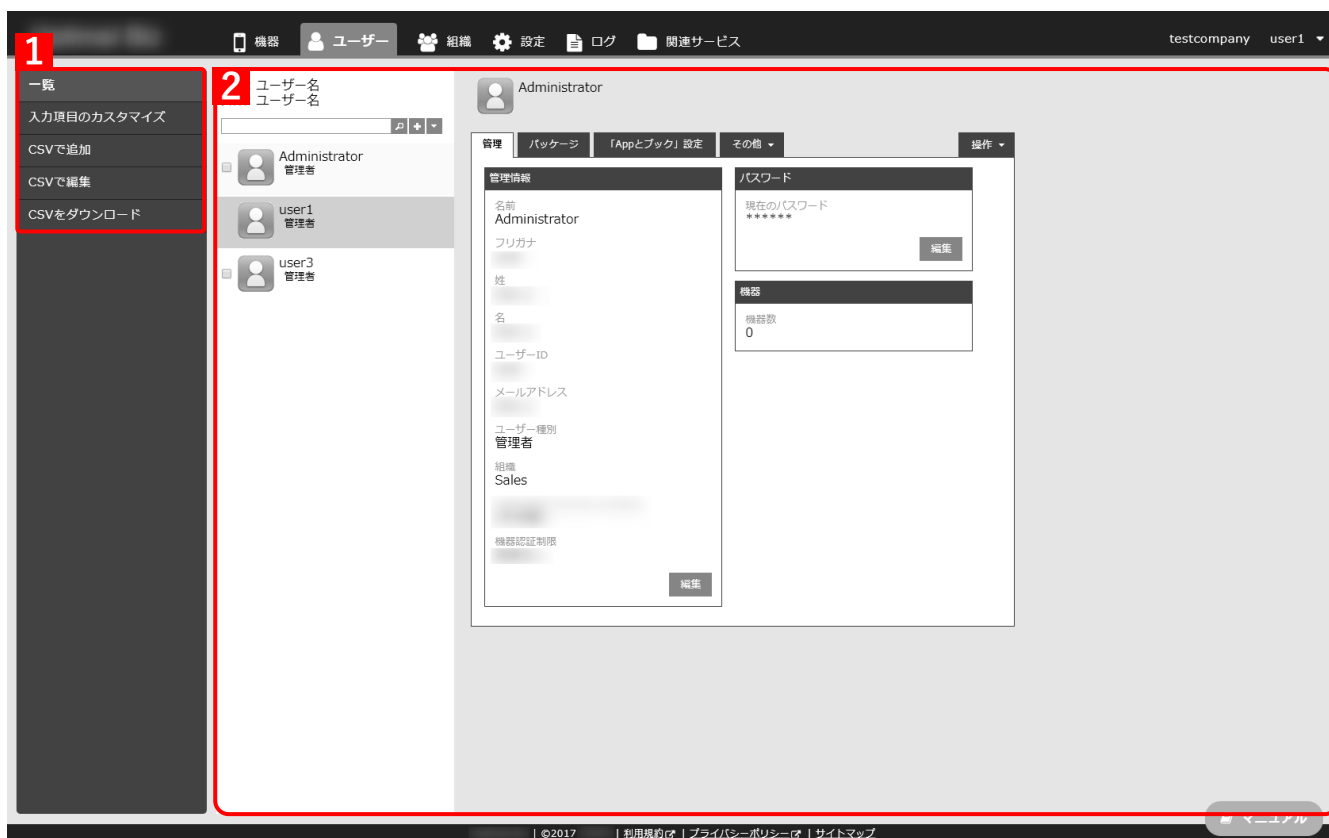 機器
ユーザー
組織
設定
ログ
関連サービス
testcompany
user1
1
一覧
入力項目のカスタマイズ
CSVで追加
CSVで編集
CSVをダウンロード
2
ユーザー名
ユーザー名
Administrator
管理者
user1
管理者
user3
管理者
Administrator
管理
パッケージ
「Appとブック」設定
その他
操作
管理情報
名前
Administrator
フリガナ
姓
名
ユーザーID
メールアドレス
ユーザー種別
管理者
組織
Sales
機器認証制限
編集
パスワード
現在のパスワード
******
編集
機器
機器数
0
マニュアル
| ©2017 | 利用規約 | プライバシーポリシー | サイトマップ